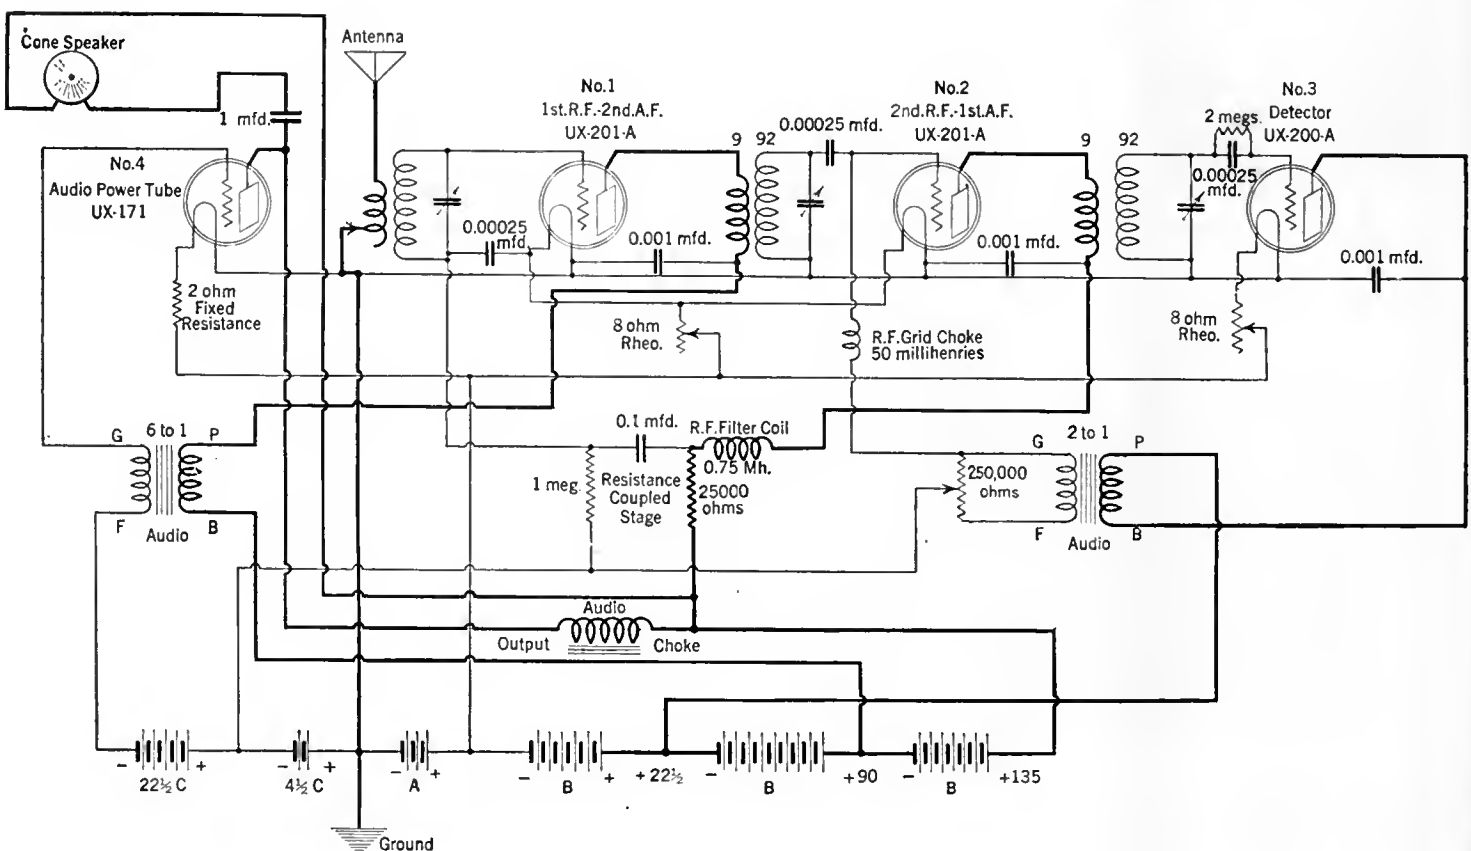 Cone Speaker
Antenna
1 mfd.
No.4
Audio Power Tube
UX-171
No.1
1st.R.F.-2nd.A.F.
UX-201-A
9 92
0.00025 mfd.
No.2
2nd.R.F.-1st.A.F.
UX-201-A
9 92
No.3
Detector
UX-200-A
2 megs.
0.00025
mfd.
0.00025
mfd
0.001 mfd.
0.001 mfd.
0.001 mfd.
2 ohm
Fixed
Resistance
8 ohm
Rheo.
R.F.Grid Choke
50 millihenries
8 ohm
Rheo.
G 6 to 1 P
F B
Audio
0.1 mfd.
R.F.Filter Coil
0.75 Mh.
1 meg.
Resistance
Coupled
Stage
25000
ohms
G 2 to 1 P
250,000
ohms
F B
Audio
Audio
Output Choke
- +
22½ C
- +
4½ C
- +
A
- +
B
+22½
-
B
+90
-
B
+135
Ground